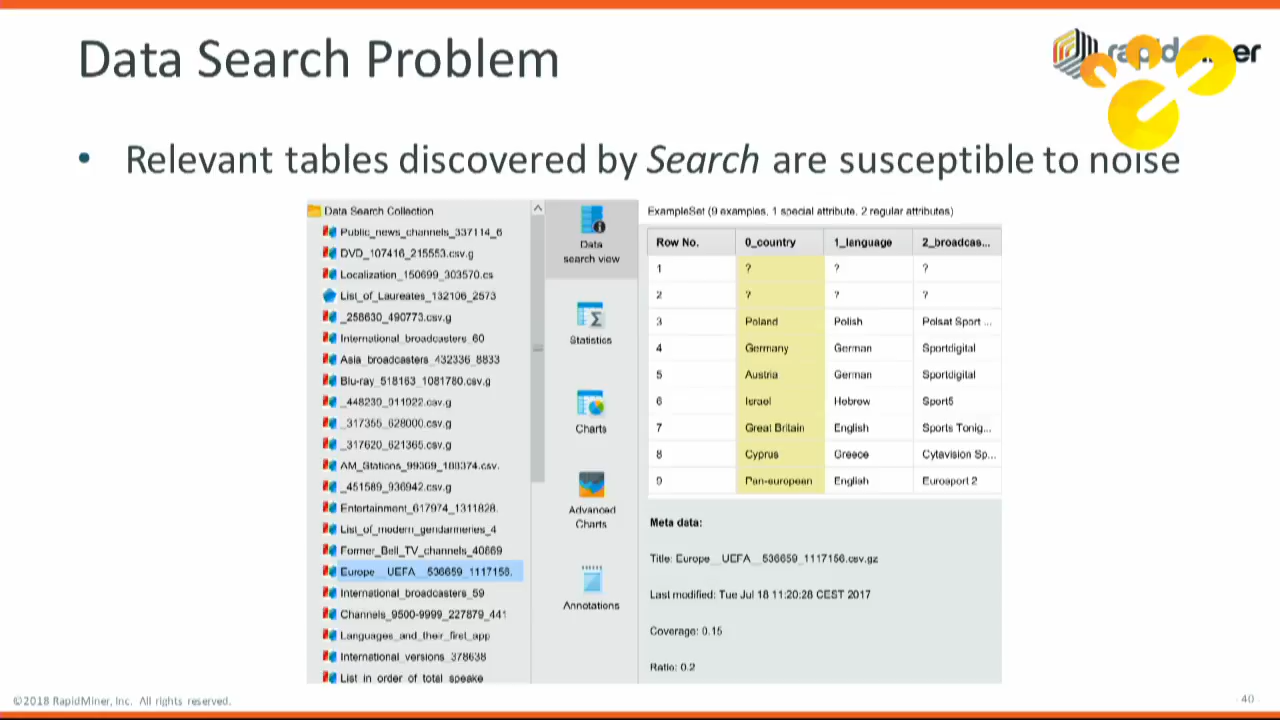 Data Search Problem
• Relevant tables discovered by Search are susceptible to noise
Data Search Collection
Public_news_channels_337114_6
DVD_107416_215553.csv.g
Localization_150699_303570.cs
List_of_Laureates_132106_2573
_258630_490773.csv.g
International_broadcasters_60
Asia_broadcasters_432336_8833
Blu-ray_518163_1081780.csv.g
_448230_911022.csv.g
_317355_628000.csv.g
_317620_621365.csv.g
AM_Stations_99369_188374.csv.
_451589_936942.csv.g
Entertainment_617974_1311828.
List_of_modern_gendarmeries_4
Former_Bell_TV_channels_40869
Europe__UEFA__536659_1117156.
International_broadcasters_59
Channels_9500-9999_227879_441
Languages_and_their_first_app
International_versions_378638
List_in_order_of_total_speake
Data
search view
Statistics
Charts
Advanced
Charts
Annotations
ExampleSet (9 examples, 1 special attribute, 2 regular attributes)
Row No. 0_country 1_language 2_broadcas...
1 ? ? ?
2 ? ? ?
3 Poland Polish Polsat Sport ...
4 Germany German Sportdigital
5 Austria German Sportdigital
6 Israel Hebrew Sport5
7 Great Britain English Sports Tonig...
8 Cyprus Greece Cytavision Sp...
9 Pan-european English Eurosport 2
Meta data:
Title: Europe__UEFA__536659_1117156.csv.gz
Last modified: Tue Jul 18 11:20:28 CEST 2017
Coverage: 0.15
Ratio: 0.2
©2018 RapidMiner, Inc. All rights reserved.
40